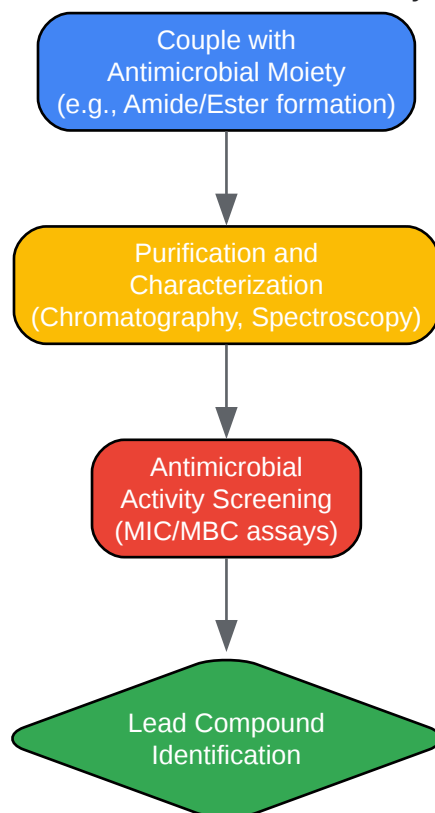 Couple with
Antimicrobial Moiety
(e.g., Amide/Ester formation)
Purification and
Characterization
(Chromatography, Spectroscopy)
Antimicrobial
Activity Screening
(MIC/MBC assays)
Lead Compound
Identification